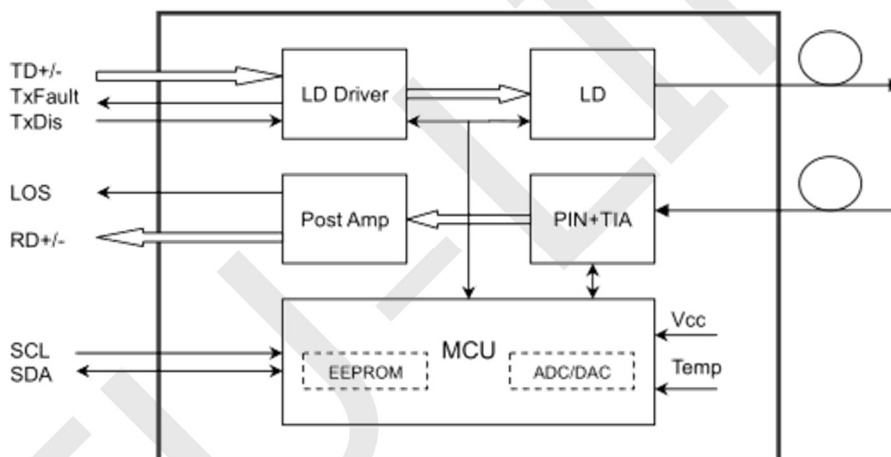 TD+/-
TxFault
TxDis
LD Driver
LD
LOS
RD+/-
Post Amp
PIN+TIA
SCL
SDA
MCU
EEPROM
ADC/DAC
Vcc
Temp